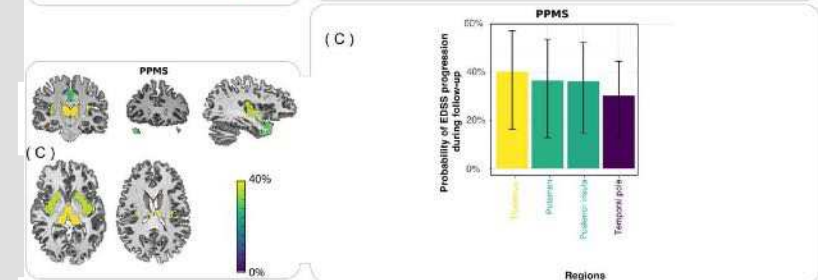 PPMS
( C )
40%
0%
( C )
PPMS
Probability of EDSS progression
during follow-up
60%
40%
20%
0%
Thalamus
Putamen
Posterior insula
Temporal pole
Regions